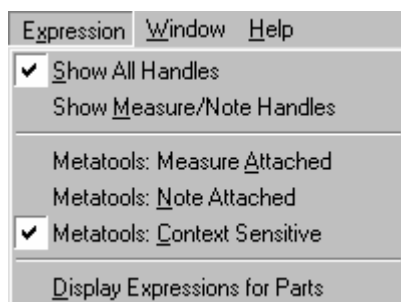 Expression Window Help
Show All Handles
Show Measure/Note Handles
Metatools: Measure Attached
Metatools: Note Attached
Metatools: Context Sensitive
Display Expressions for Parts